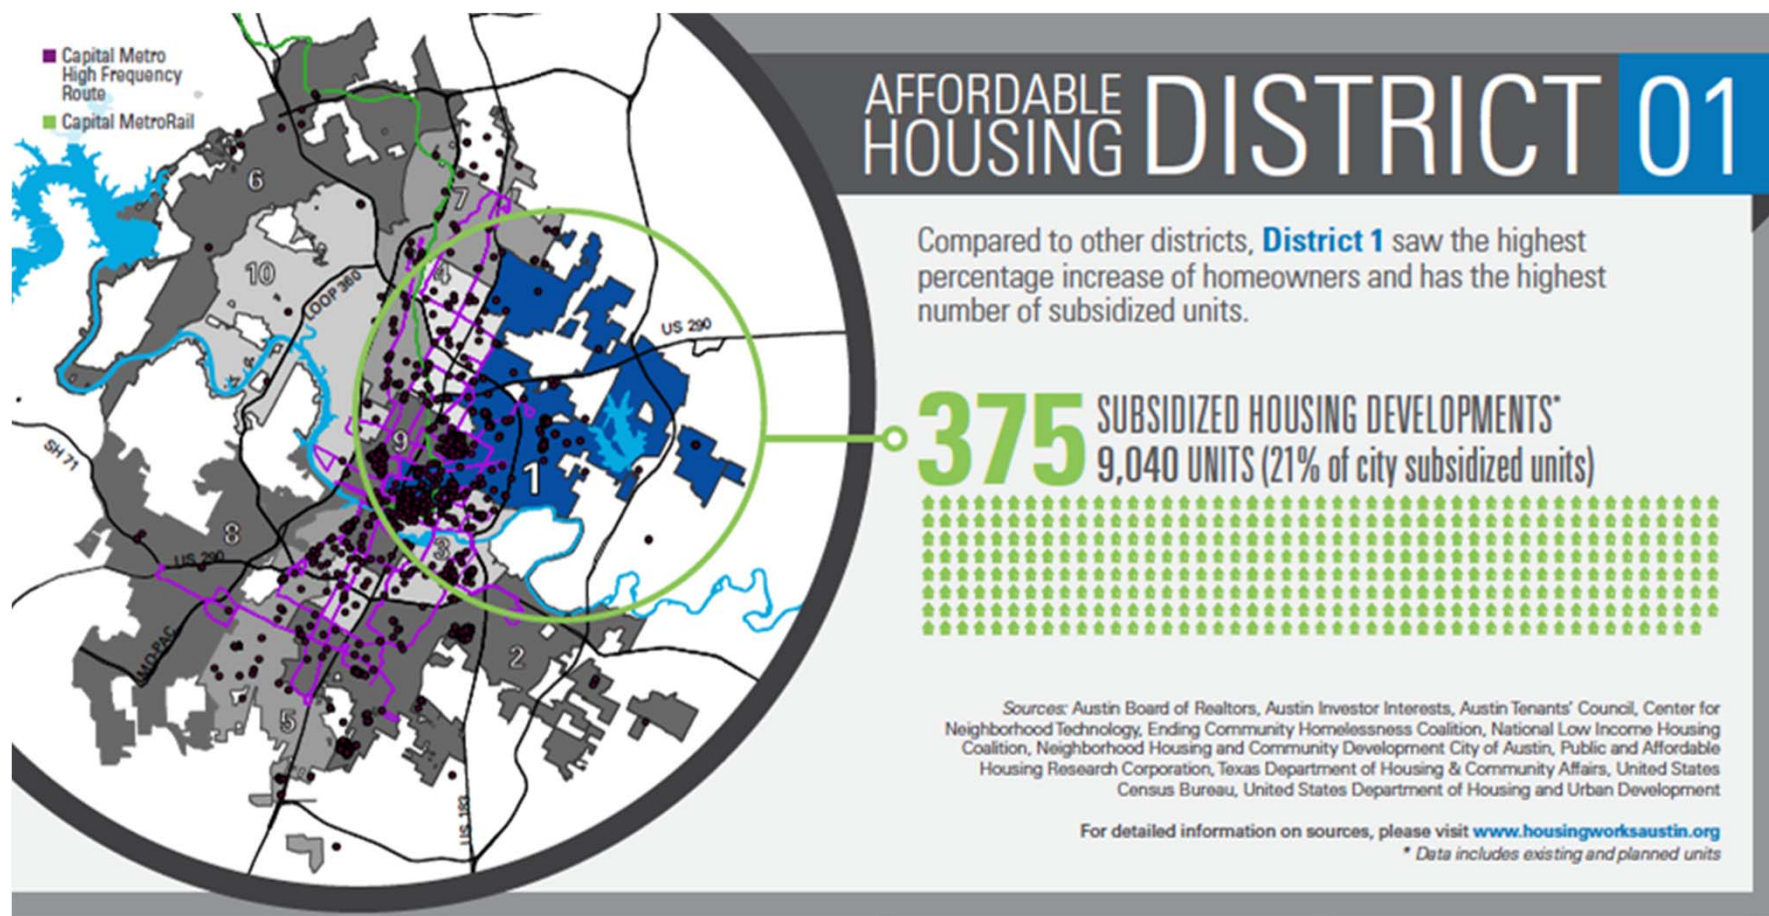 Capital Metro
High Frequency
Route
Capital MetroRail
6
7
10
4
LOOP 360
US 290
9
1
SH 71
8
3
US 290
MO-PAC
2
5
US 183
AFFORDABLE
HOUSING
DISTRICT 01
Compared to other districts, District 1 saw the highest
percentage increase of homeowners and has the highest
number of subsidized units.
375
SUBSIDIZED HOUSING DEVELOPMENTS*
9,040 UNITS (21% of city subsidized units)
Sources: Austin Board of Realtors, Austin Investor Interests, Austin Tenants' Council, Center for
Neighborhood Technology, Ending Community Homelessness Coalition, National Low Income Housing
Coalition, Neighborhood Housing and Community Development City of Austin, Public and Affordable
Housing Research Corporation, Texas Department of Housing & Community Affairs, United States
Census Bureau, United States Department of Housing and Urban Development
For detailed information on sources, please visit www.housingworksaustin.org
* Data includes existing and planned units